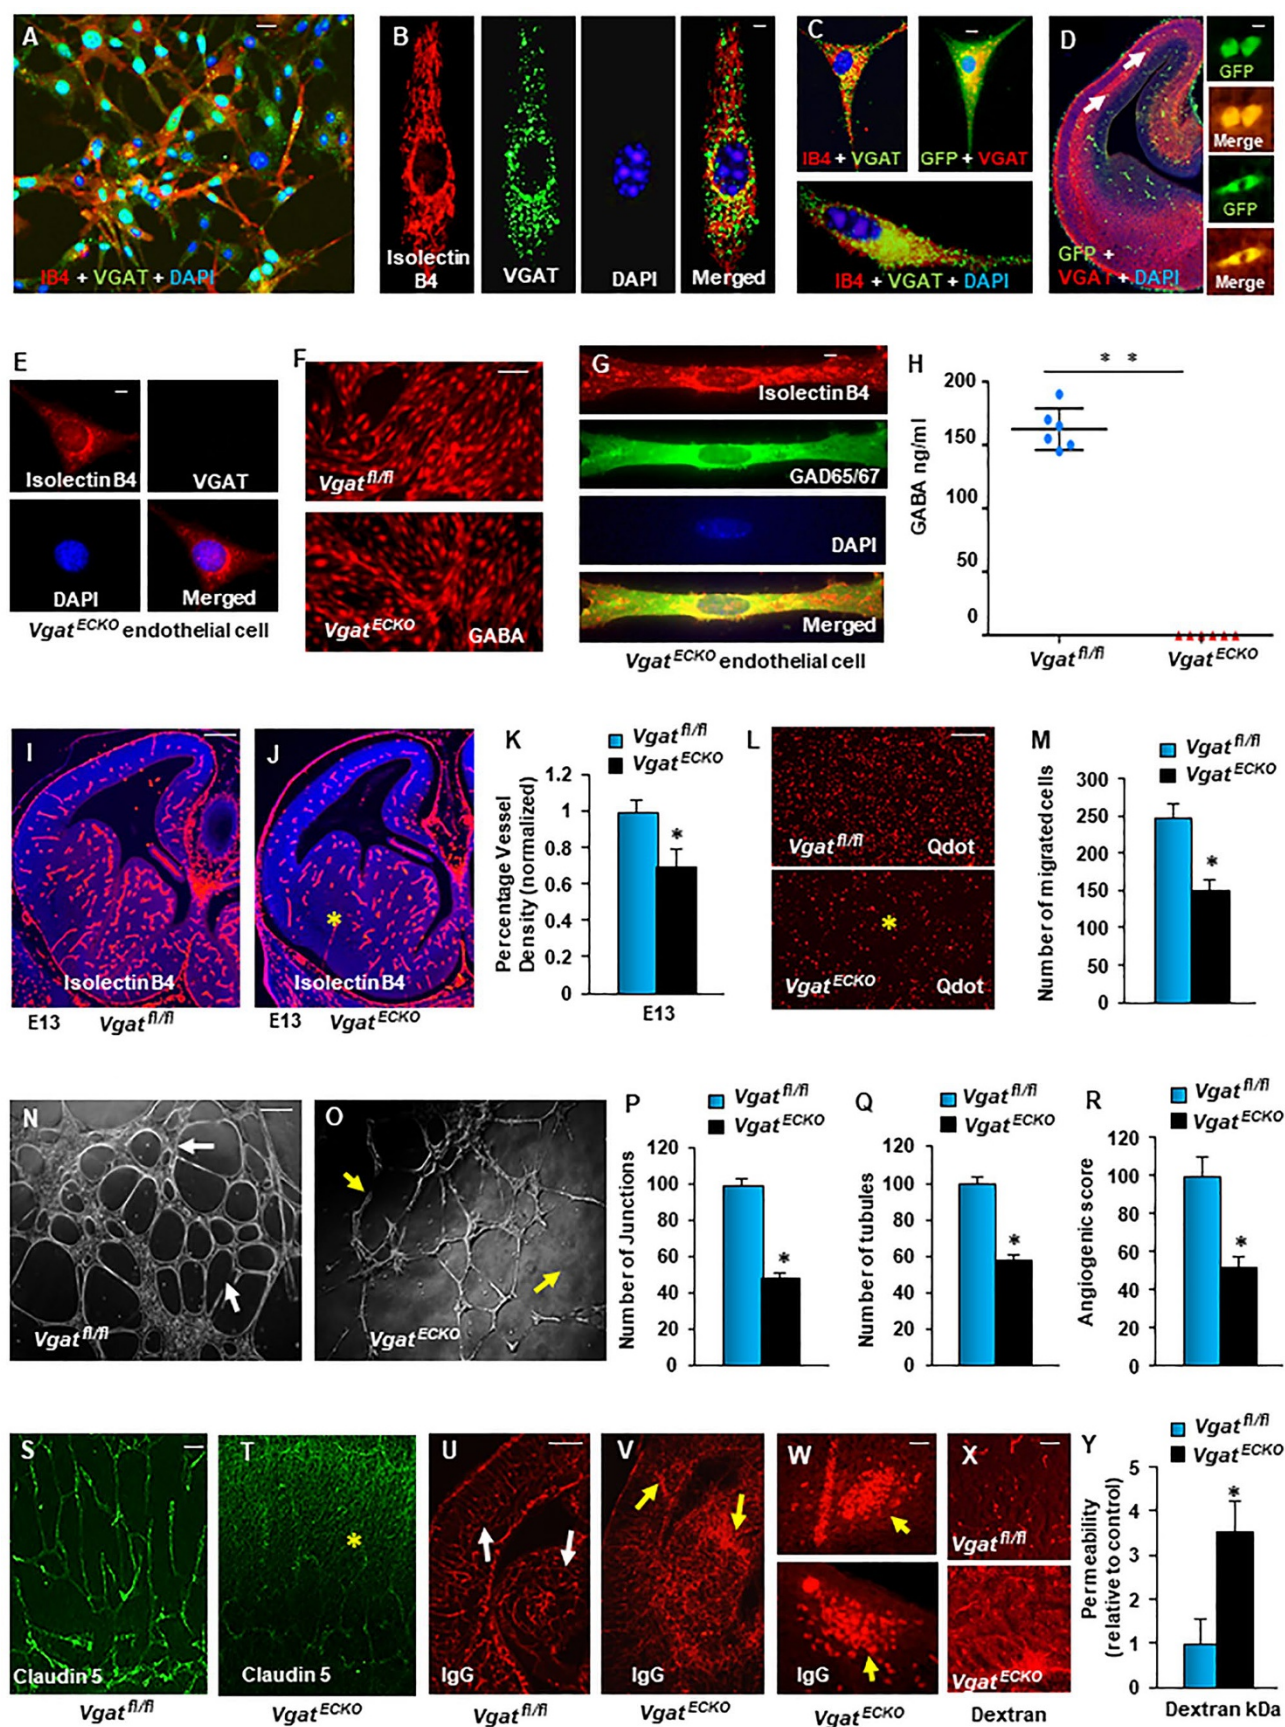 A
IB4 + VGAT + DAPI
B
Isolectin
B4
VGAT
DAPI
Merged
C
IB4 + VGAT
GFP + VGAT
IB4 + VGAT + DAPI
D
GFP +
VGAT + DAPI
GFP
Merge
GFP
Merge
E
Isolectin B4
VGAT
DAPI
Merged
Vgat ECKO endothelial cell
F
Vgat fl/fl
Vgat ECKO
GABA
G
Isolectin B4
GAD65/67
DAPI
Merged
Vgat ECKO endothelial cell
H
* *
GABA ng/ml
200
150
100
50
0
Vgat fl/fl
Vgat ECKO
I
Isolectin B4
E13 Vgat fl/fl
J
*
Isolectin B4
E13 Vgat ECKO
K
Vgat fl/fl
Vgat ECKO
Percentage Vessel
Density (normalized)
1.2
1
0.8
0.6
0.4
0.2
0
*
E13
L
Vgat fl/fl
Qdot
*
Vgat ECKO
Qdot
M
Vgat fl/fl
Vgat ECKO
Number of migrated cells
300
250
200
150
100
50
0
*
N
Vgat fl/fl
O
Vgat ECKO
P
Vgat fl/fl
Vgat ECKO
Number of Junctions
120
100
80
60
40
20
0
*
Q
Vgat fl/fl
Vgat ECKO
Number of tubules
120
100
80
60
40
20
0
*
R
Vgat fl/fl
Vgat ECKO
Angiogenic score
120
100
80
60
40
20
0
*
S
Claudin 5
Vgat fl/fl
T
*
Claudin 5
Vgat ECKO
U
IgG
Vgat fl/fl
V
IgG
Vgat ECKO
W
IgG
Vgat ECKO
X
Vgat fl/fl
Vgat ECKO
Dextran
Y
Vgat fl/fl
Vgat ECKO
Permeability
(relative to control)
5
4
3
2
1
0
*
Dextran kDa